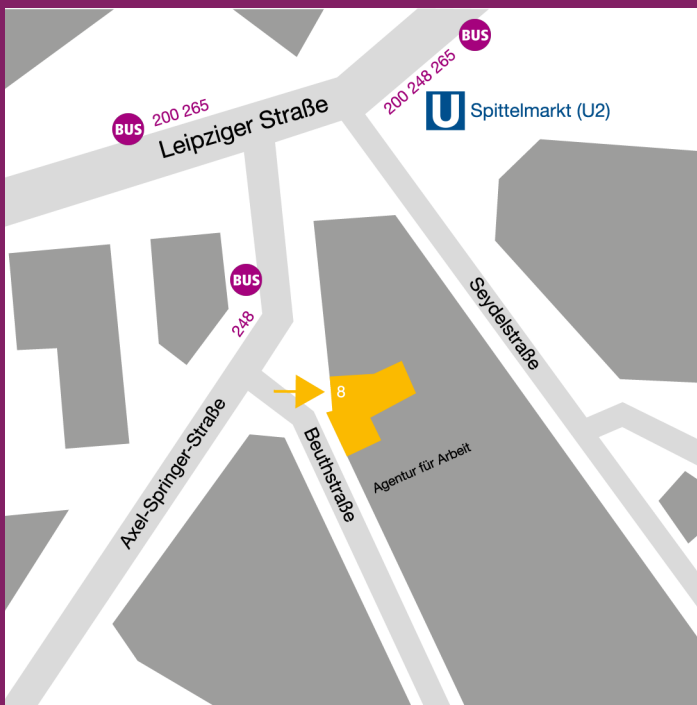 BUS
200 248 265
BUS
200 265
Leipziger Straße
U
Spittelmarkt (U2)
BUS
248
Seydelstraße
8
Axel-Springer-Straße
Beuthstraße
Agentur für Arbeit